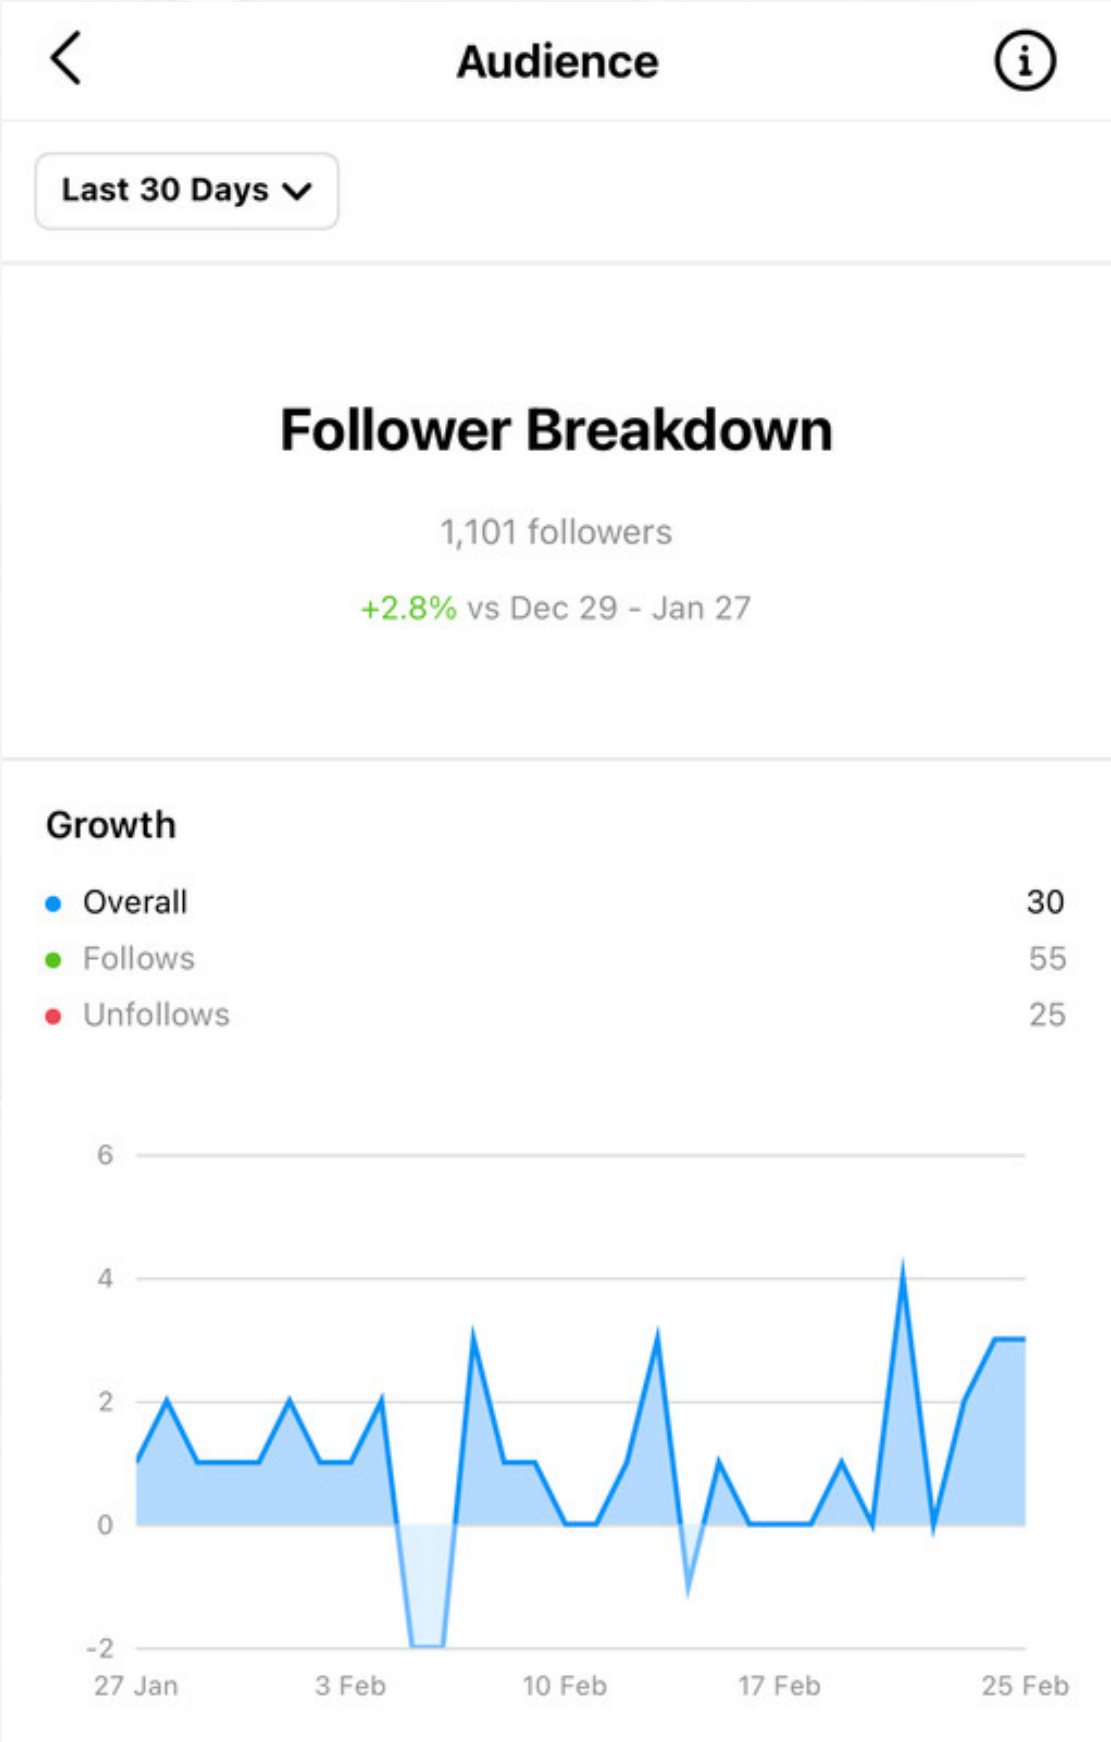 Audience
Last 30 Days
Follower Breakdown
1,101 followers
+2.8% vs Dec 29 - Jan 27
Growth
Overall 30
Follows 55
Unfollows 25
6
4
2
0
-2
27 Jan 3 Feb 10 Feb 17 Feb 25 Feb